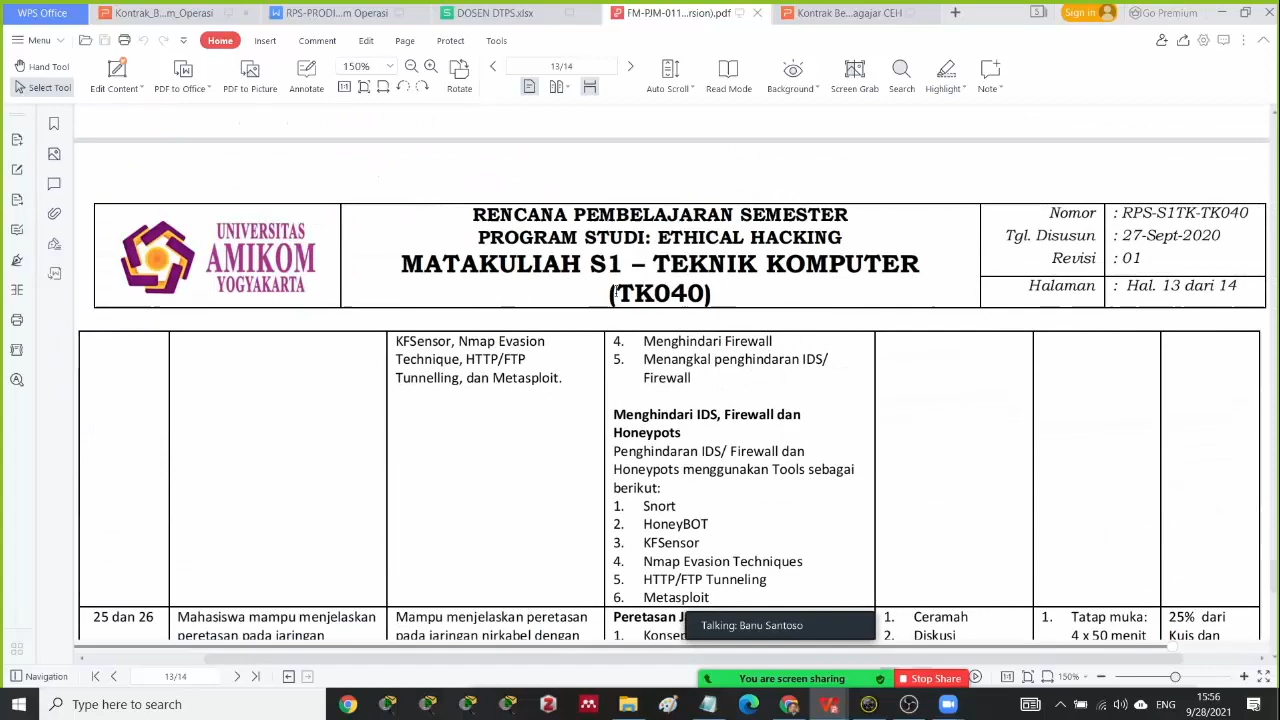 WPS Office
Kontrak_B...m_Operasi
RPS-PRODI...m Operasi
DOSEN DTPS.xlsx
FM-PJM-011...rsion).pdf
Kontrak Be...agajar CEH
Sign in
Go Premium
Menu
Home
Insert
Comment
Edit
Page
Protect
Tools
Hand Tool
Select Tool
Edit Content
PDF to Office
PDF to Picture
Annotate
150%
Rotate
13/14
Auto Scroll
Read Mode
Background
Screen Grab
Search
Highlight
Note
UNIVERSITAS
AMIKOM
YOGYAKARTA
RENCANA PEMBELAJARAN SEMESTER
PROGRAM STUDI: ETHICAL HACKING
MATAKULIAH S1 – TEKNIK KOMPUTER
(TK040)
Nomor : RPS-S1TK-TK040
Tgl. Disusun : 27-Sept-2020
Revisi : 01
Halaman : Hal. 13 dari 14
KFSensor, Nmap Evasion
Technique, HTTP/FTP
Tunnelling, dan Metasploit.
4. Menghindari Firewall
5. Menangkal penghindaran IDS/
Firewall
Menghindari IDS, Firewall dan
Honeypots
Penghindaran IDS/ Firewall dan
Honeypots menggunakan Tools sebagai
berikut:
1. Snort
2. HoneyBOT
3. KFSensor
4. Nmap Evasion Techniques
5. HTTP/FTP Tunneling
6. Metasploit
25 dan 26
Mahasiswa mampu menjelaskan
peretasan pada jaringan
Mampu menjelaskan peretasan
pada jaringan nirkabel dengan
Peretasan
1.
Talking: Banu Santoso
1. Ceramah
2. Diskusi
1. Tatap muka:
4 x 50 menit
25% dari
Kuis dan
Navigation
13/14
You are screen sharing
Stop Share
150%
Type here to search
ENG
15:56
9/28/2021